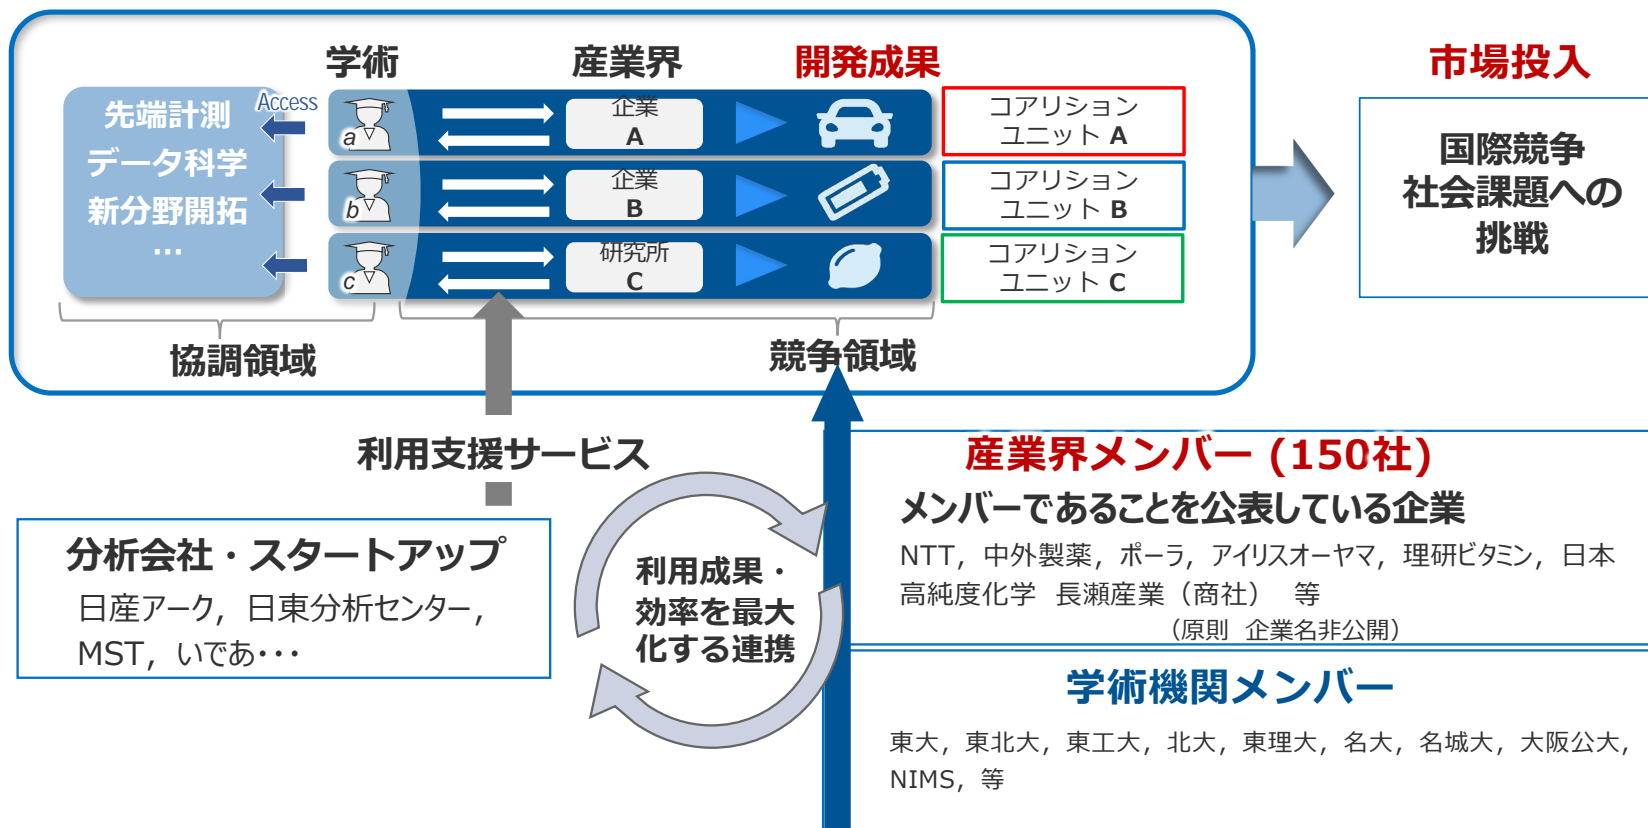 学術
産業界
開発成果
市場投入
先端計測
データ科学
新分野開拓
…
Access
a
企業
A
コアリション
ユニット A
b
企業
B
コアリション
ユニット B
c
研究所
C
コアリション
ユニット C
国際競争
社会課題への
挑戦
協調領域
競争領域
利用支援サービス
分析会社・スタートアップ
日産アーク，日東分析センター，
MST，いであ・・・
利用成果・
効率を最大
化する連携
産業界メンバー (150社)
メンバーであることを公表している企業
NTT，中外製薬，ポーラ，アイリスオーヤマ，理研ビタミン，日本
高純度化学　長瀬産業（商社）　等
（原則　企業名非公開）
学術機関メンバー
東大，東北大，東工大，北大，東理大，名大，名城大，大阪公大，
NIMS，等